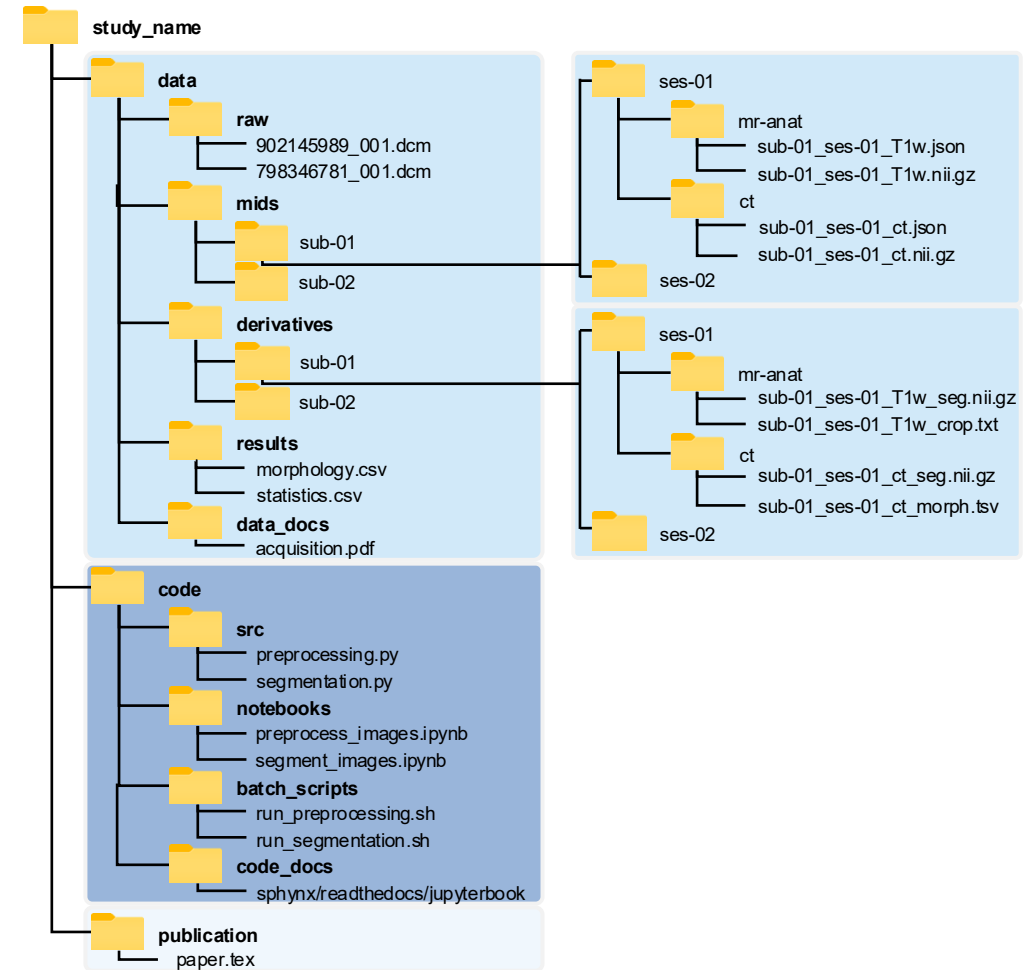 study_name
data
raw
902145989_001.dcm
798346781_001.dcm
mids
sub-01
sub-02
derivatives
sub-01
sub-02
results
morphology.csv
statistics.csv
data_docs
acquisition.pdf
ses-01
mr-anat
sub-01_ses-01_T1w.json
sub-01_ses-01_T1w.nii.gz
ct
sub-01_ses-01_ct.json
sub-01_ses-01_ct.nii.gz
ses-02
ses-01
mr-anat
sub-01_ses-01_T1w_seg.nii.gz
sub-01_ses-01_T1w_crop.txt
ct
sub-01_ses-01_ct_seg.nii.gz
sub-01_ses-01_ct_morph.tsv
ses-02
code
src
preprocessing.py
segmentation.py
notebooks
preprocess_images.ipynb
segment_images.ipynb
batch_scripts
run_preprocessing.sh
run_segmentation.sh
code_docs
sphynx/readthedocs/jupyterbook
publication
paper.tex